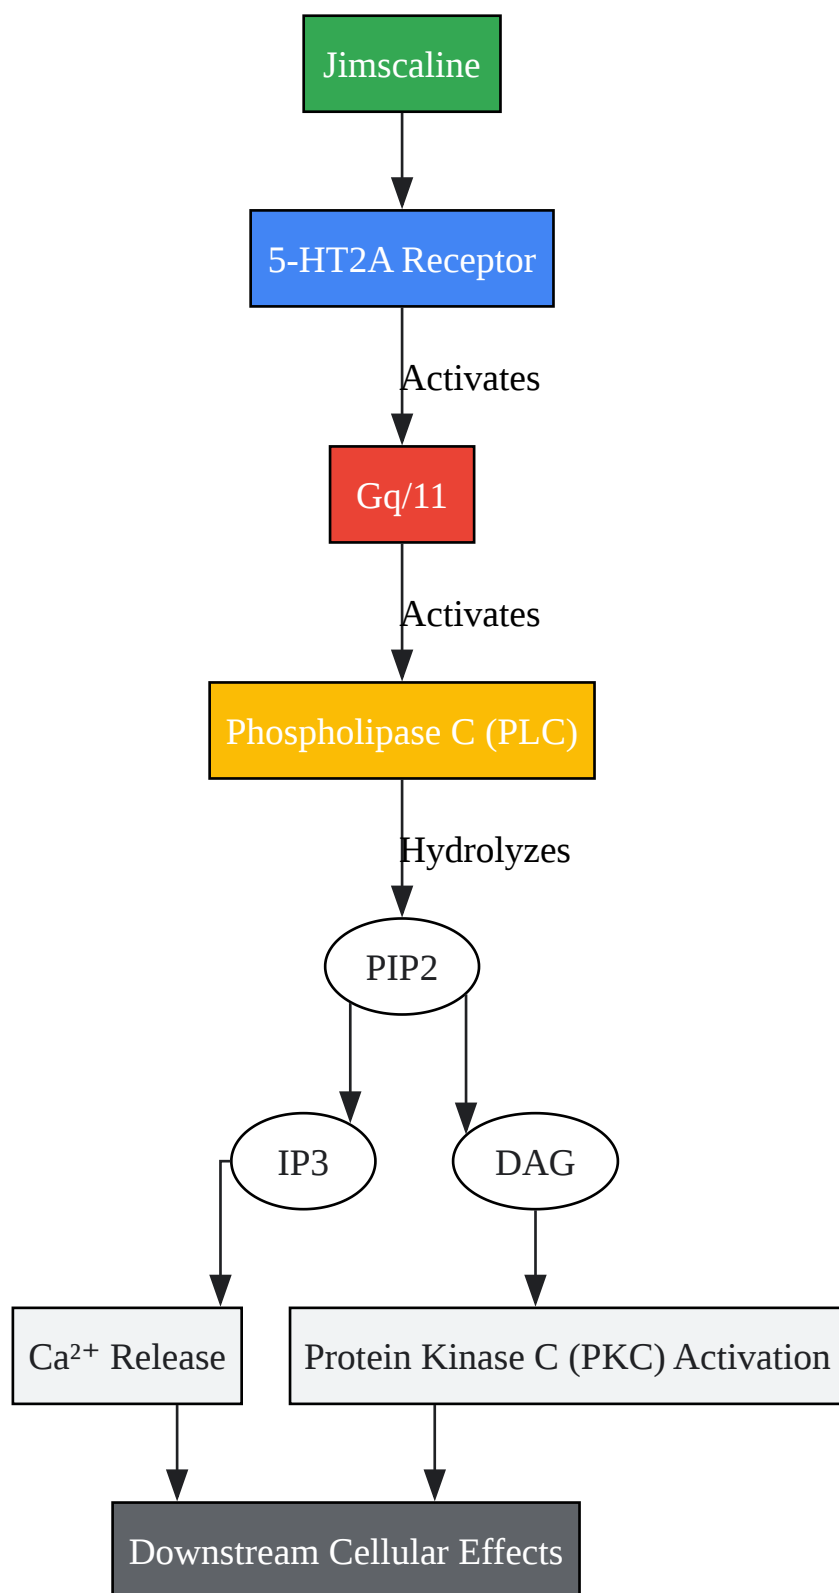 Jimscaline
5-HT2A Receptor
Activates
Gq/11
Activates
Phospholipase C (PLC)
Hydrolyzes
PIP2
IP3
DAG
Ca²⁺ Release
Protein Kinase C (PKC) Activation
Downstream Cellular Effects